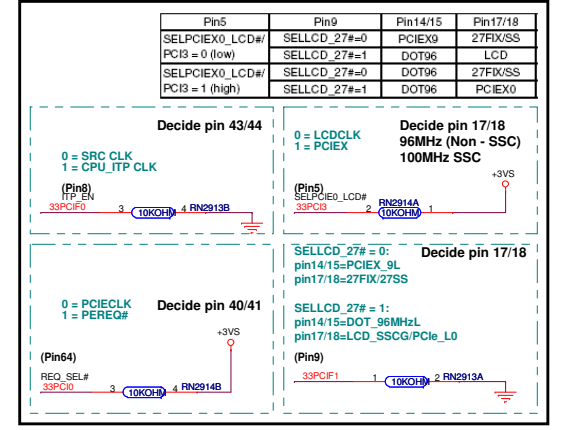 Pin5 Pin9 Pin14/15 Pin17/18
SELPCIEX0_LCD#/ SELLCD_27#=0 PCIEX9 27FIX/SS
PCI3 = 0 (low) SELLCD_27#=1 DOT96 LCD
SELPCIEX0_LCD#/ SELLCD_27#=0 DOT96 27FIX/SS
PCI3 = 1 (high) SELLCD_27#=1 DOT96 PCIEX0
Decide pin 43/44
0 = SRC CLK
1 = CPU_ITP CLK
(Pin8)
ITP_EN
33PCIF0 3 10KOHM 4 RN2913B
0 = LCDCLK
1 = PCIEX
Decide pin 17/18
96MHz (Non - SSC)
100MHz SSC
+3VS
(Pin5)
SELPCIE0_LCD#
33PCI3 2 RN2914A 1
10KOHM
0 = PCIECLK
1 = PEREQ#
Decide pin 40/41
+3VS
(Pin64)
REQ_SEL#
33PCI0 3 10KOHM 4 RN2914B
SELLCD_27# = 0: Decide pin 17/18
pin14/15=PCIEX_9L
pin17/18=27FIX/27SS
SELLCD_27# = 1:
pin14/15=DOT_96MHzL
pin17/18=LCD_SSCG/PCIe_L0
(Pin9)
33PCIF1 1 10KOHM 2 RN2913A